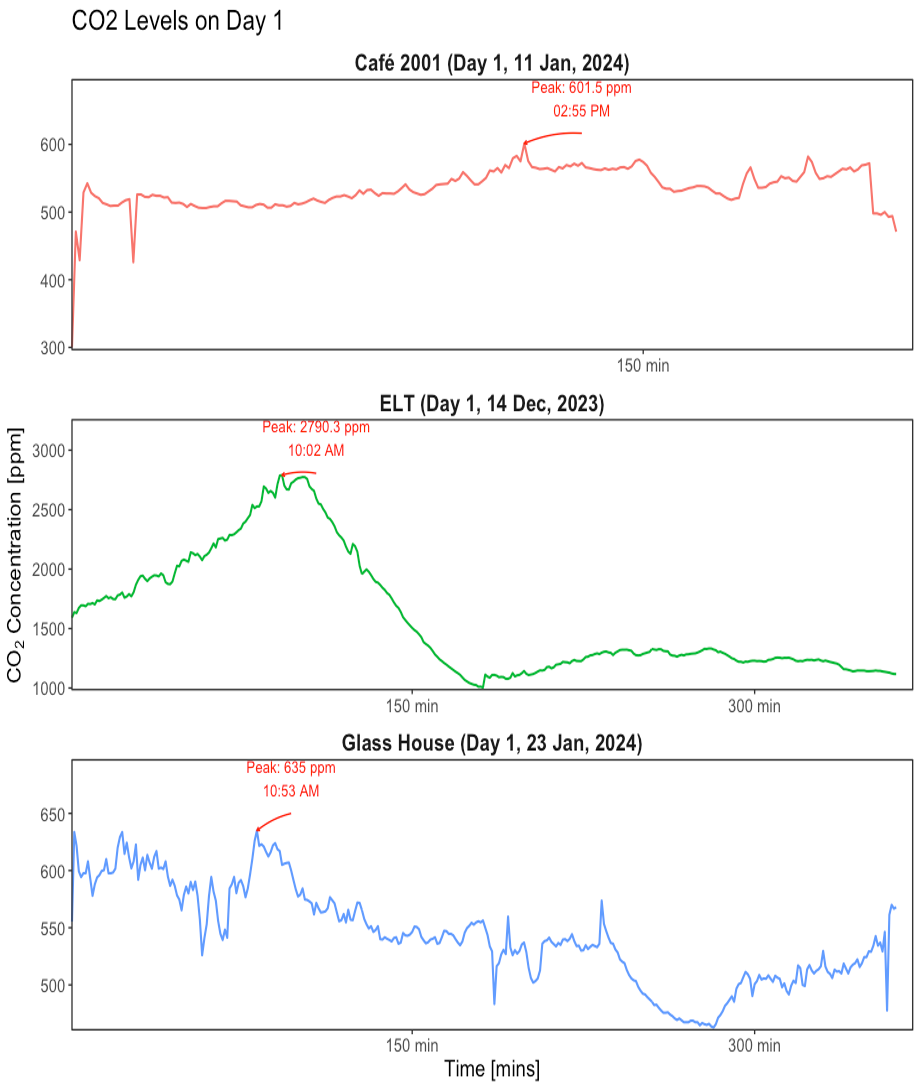 CO2 Levels on Day 1
Café 2001 (Day 1, 11 Jan, 2024)
Peak: 601.5 ppm
02:55 PM
600
500
400
300
150 min
ELT (Day 1, 14 Dec, 2023)
Peak: 2790.3 ppm
10:02 AM
3000
2500
2000
1500
1000
150 min 300 min
CO₂ Concentration [ppm]
Glass House (Day 1, 23 Jan, 2024)
Peak: 635 ppm
10:53 AM
650
600
550
500
150 min 300 min
Time [mins]